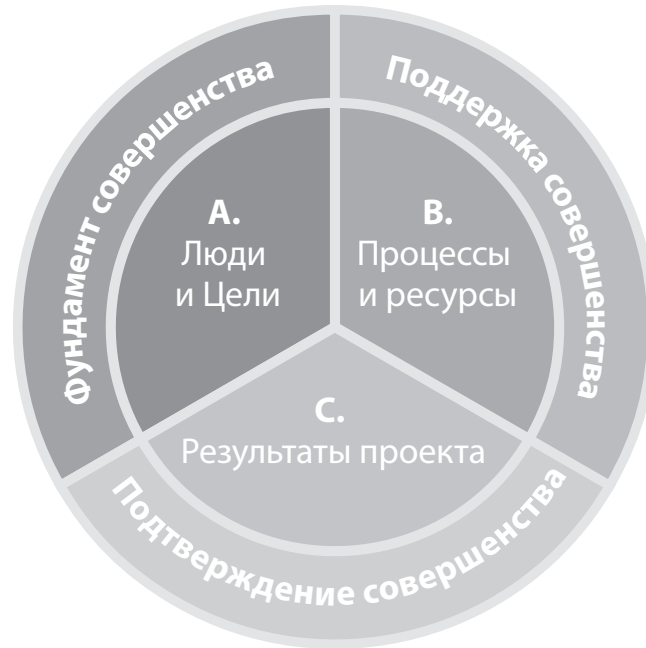 Фундамент совершенства
Поддержка совершенства
A.
Люди
и Цели
B.
Процессы
и ресурсы
C.
Результаты проекта
Подтверждение совершенства